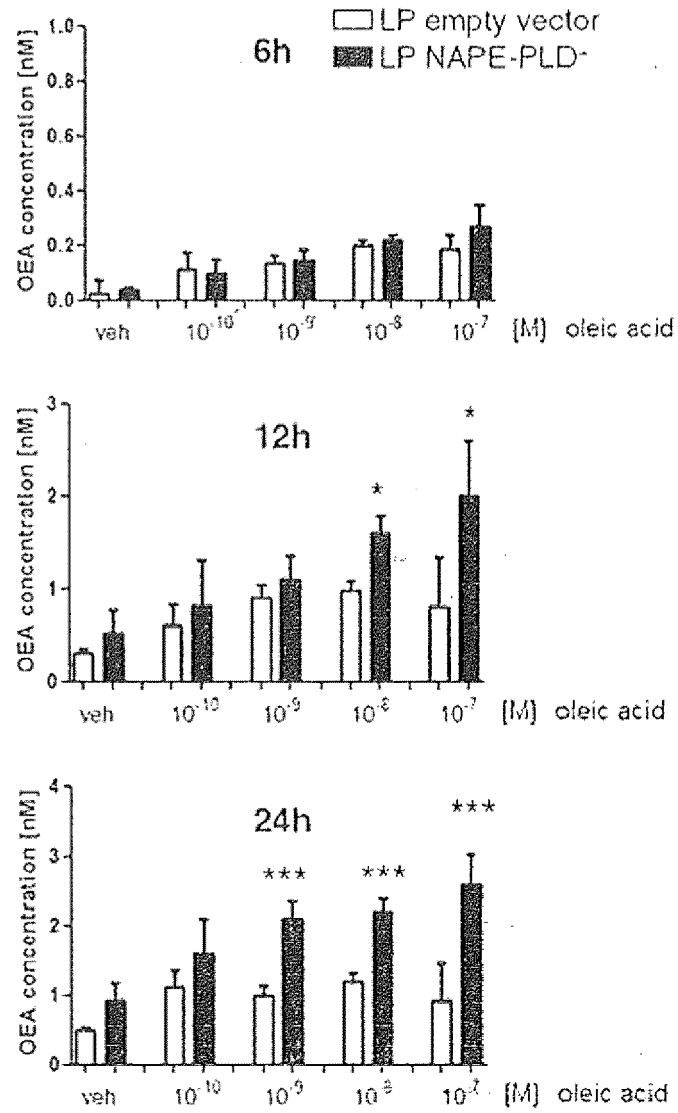 LP empty vector
LP NAPE-PLD+
6h
OEA concentration [nM]
1.0
0.8
0.6
0.4
0.2
0.0
veh 10-10 10-9 10-8 10-7 [M] oleic acid
12h
OEA concentration [nM]
3
2
1
0
* *
veh 10-10 10-9 10-8 10-7 [M] oleic acid
24h
OEA concentration [nM]
4
3
2
1
0
*** *** ***
veh 10-10 10-9 10-8 10-7 [M] oleic acid